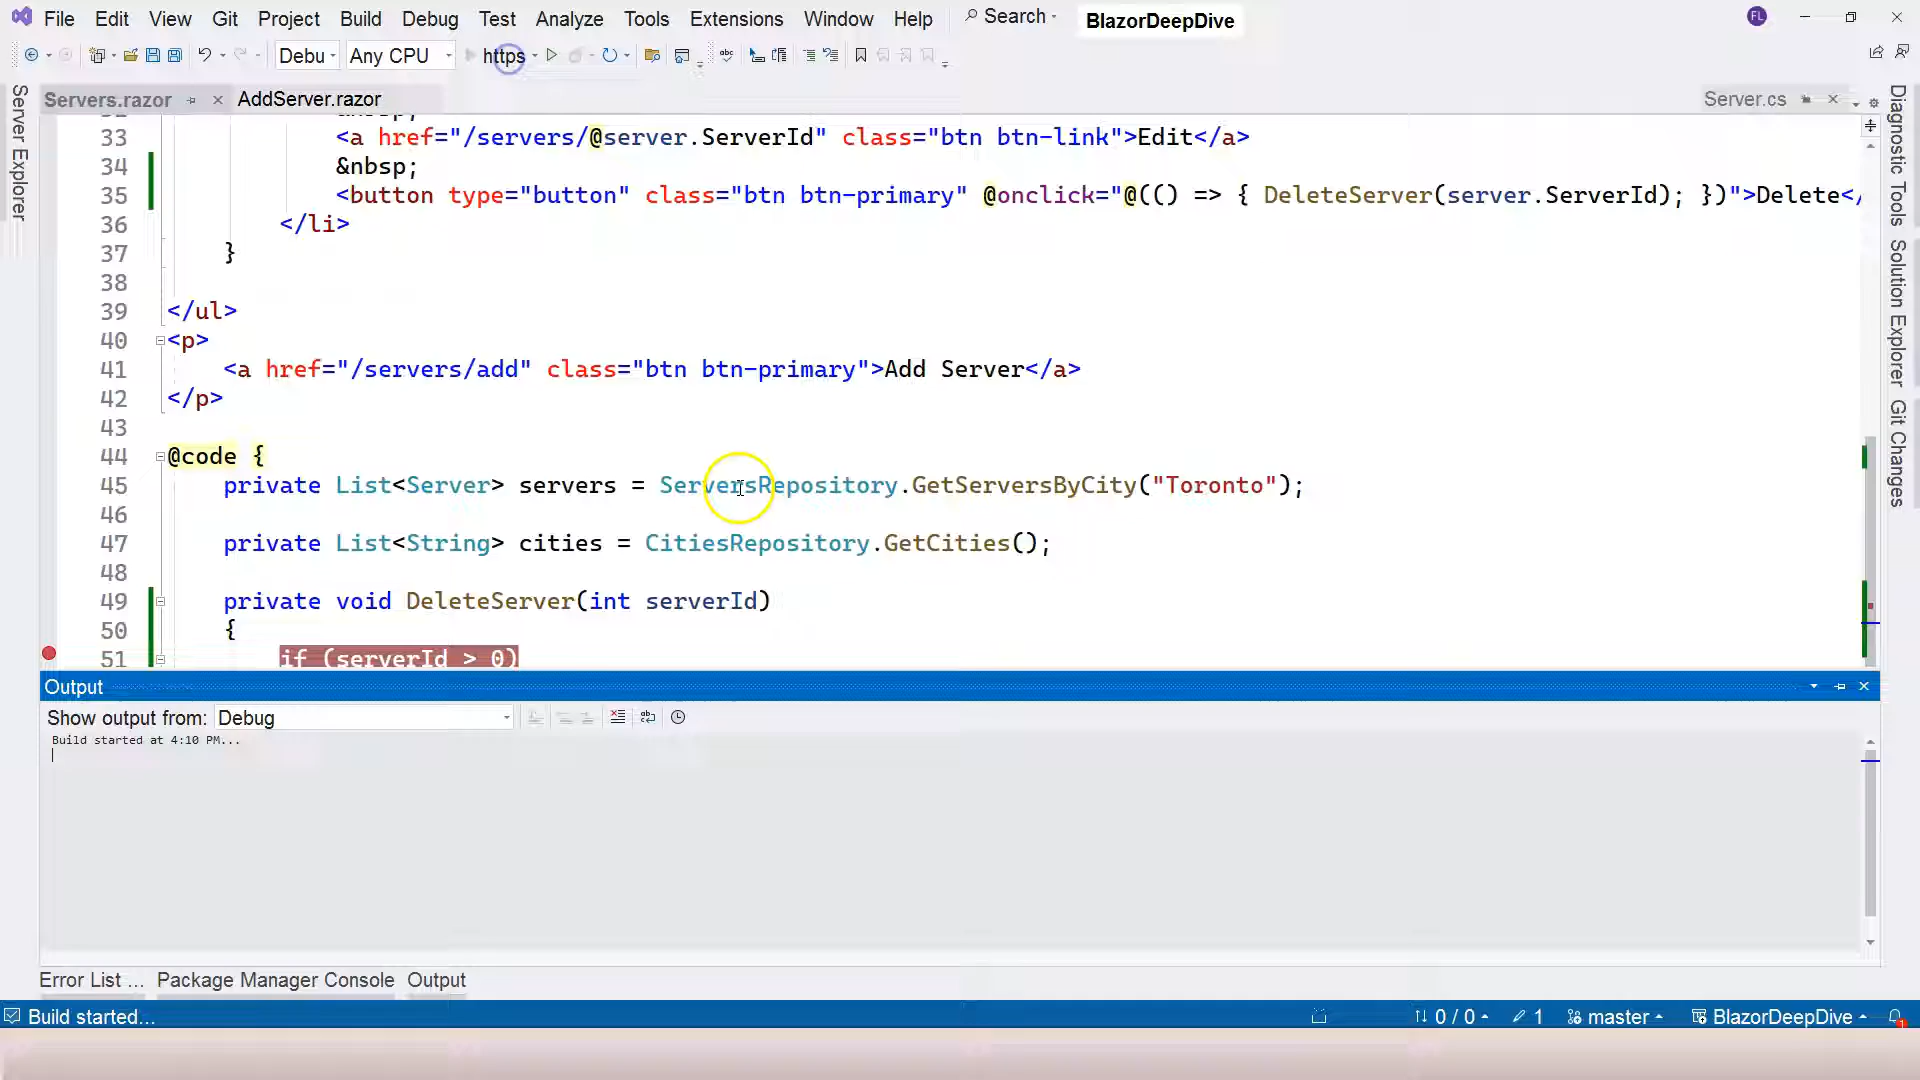 File Edit View Git Project Build Debug Test Analyze Tools Extensions Window Help Search BlazorDeepDive FL
Debu Any CPU https
Servers.razor AddServer.razor Server.cs
Server Explorer
Diagnostic Tools
Solution Explorer
Git Changes
33 <a href="/servers/@server.ServerId" class="btn btn-link">Edit</a>
34 &nbsp;
35 <button type="button" class="btn btn-primary" @onclick="@(() => { DeleteServer(server.ServerId); })">Delete</
36 </li>
37 }
38
39 </ul>
40 <p>
41 <a href="/servers/add" class="btn btn-primary">Add Server</a>
42 </p>
43
44 @code {
45 private List<Server> servers = ServersRepository.GetServersByCity("Toronto");
46
47 private List<String> cities = CitiesRepository.GetCities();
48
49 private void DeleteServer(int serverId)
50 {
51 if (serverId > 0)
Output
Show output from: Debug
Build started at 4:10 PM...
Error List ... Package Manager Console Output
Build started... 0 / 0 1 master BlazorDeepDive 1